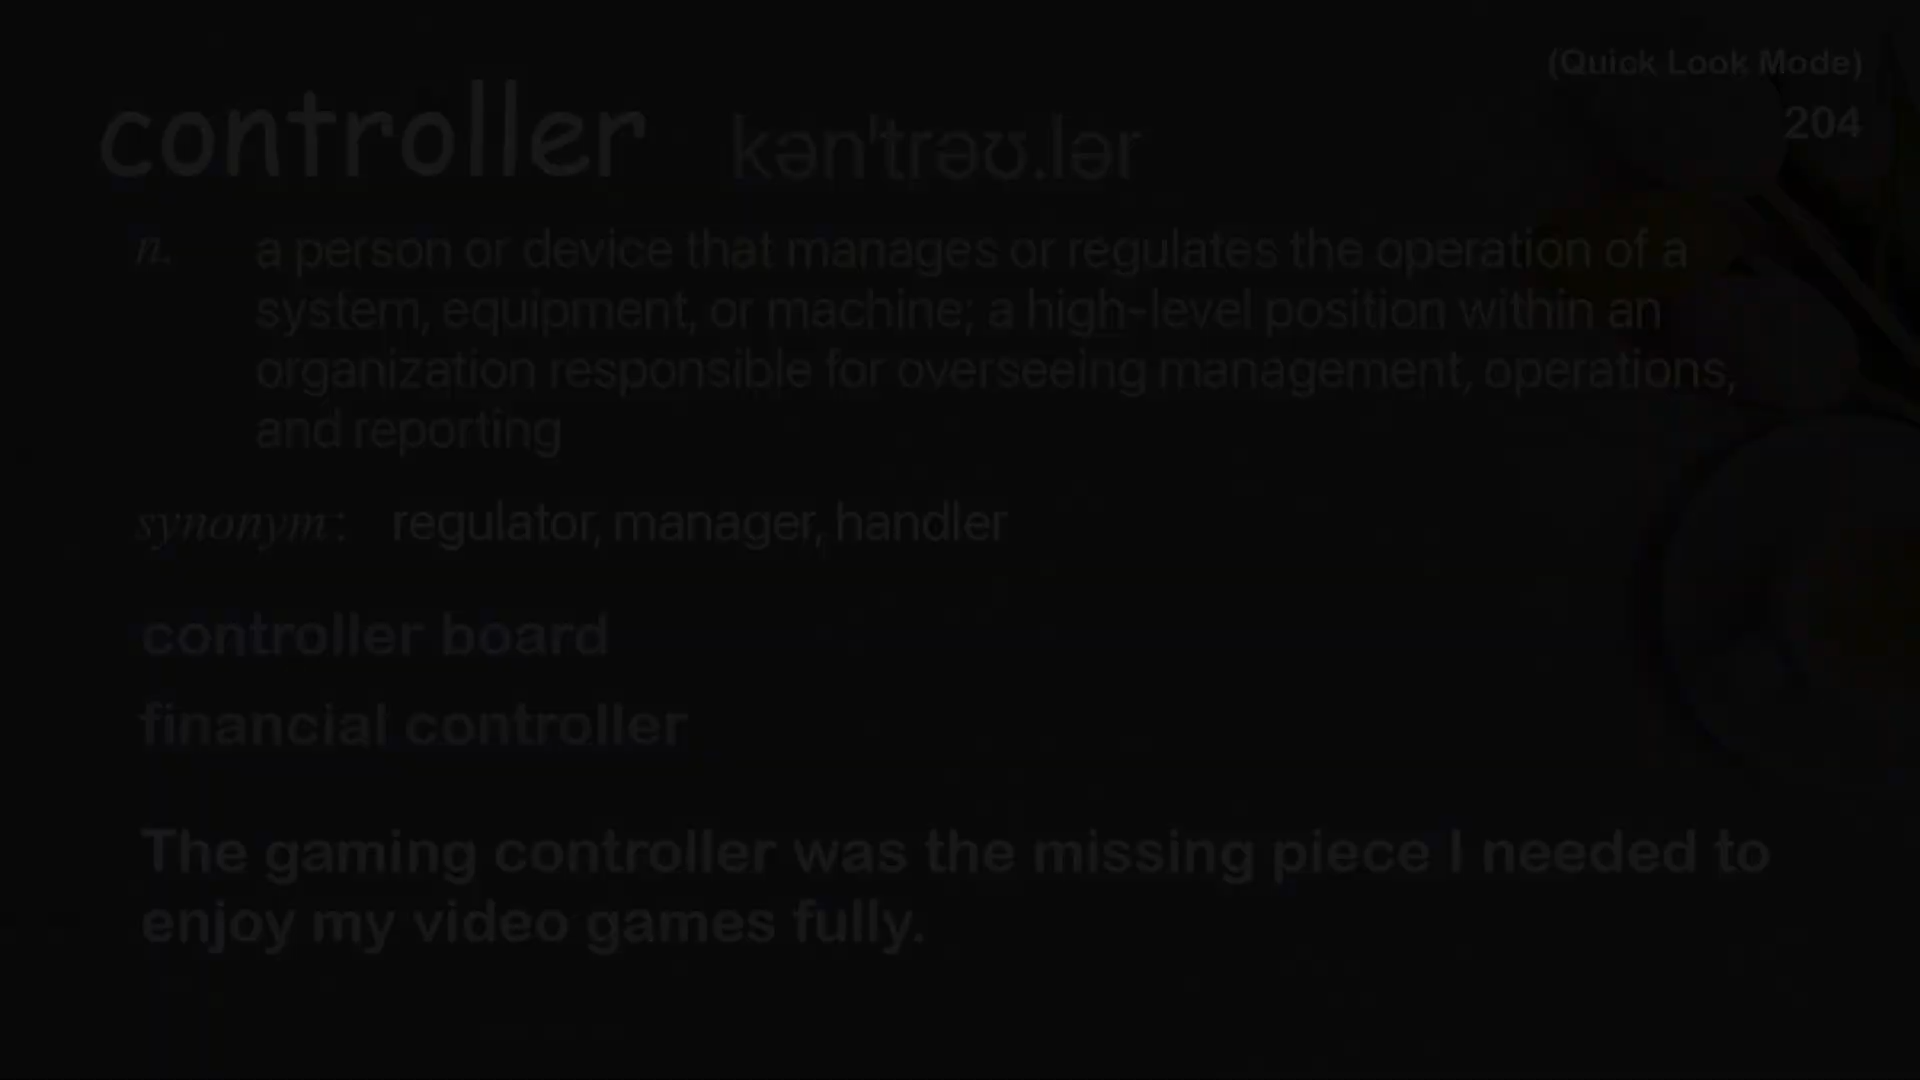 (Quick Look Mode)
204
controller kən'trəʊ.lər
n. a person or device that manages or regulates the operation of a
system, equipment, or machine; a high-level position within an
organization responsible for overseeing management, operations,
and reporting
synonym: regulator, manager, handler
controller board
financial controller
The gaming controller was the missing piece I needed to
enjoy my video games fully.